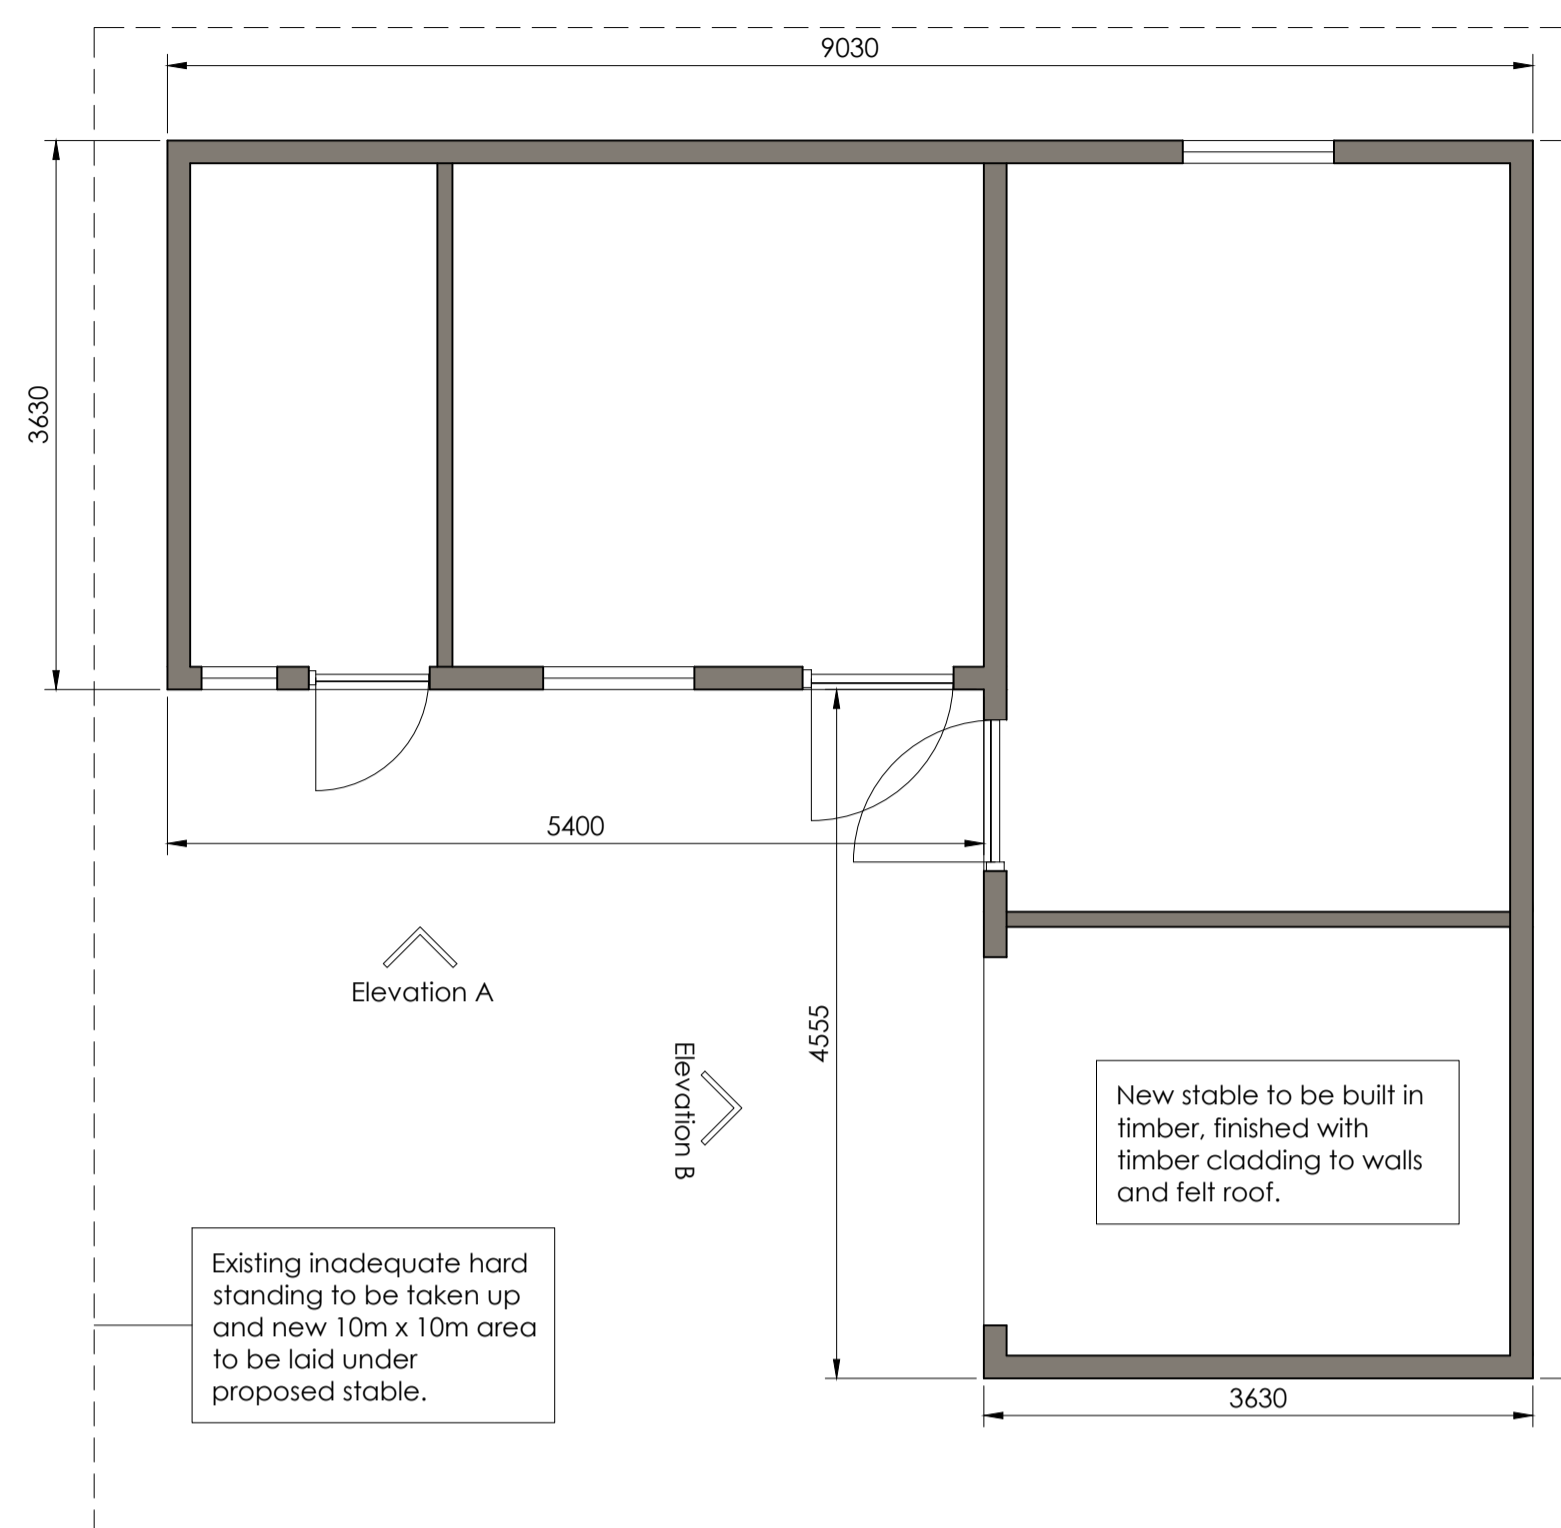 9030
3630
5400
4555
Elevation A
Elevation B
New stable to be built in
timber, finished with
timber cladding to walls
and felt roof.
Existing inadequate hard
standing to be taken up
and new 10m x 10m area
to be laid under
proposed stable.
3630